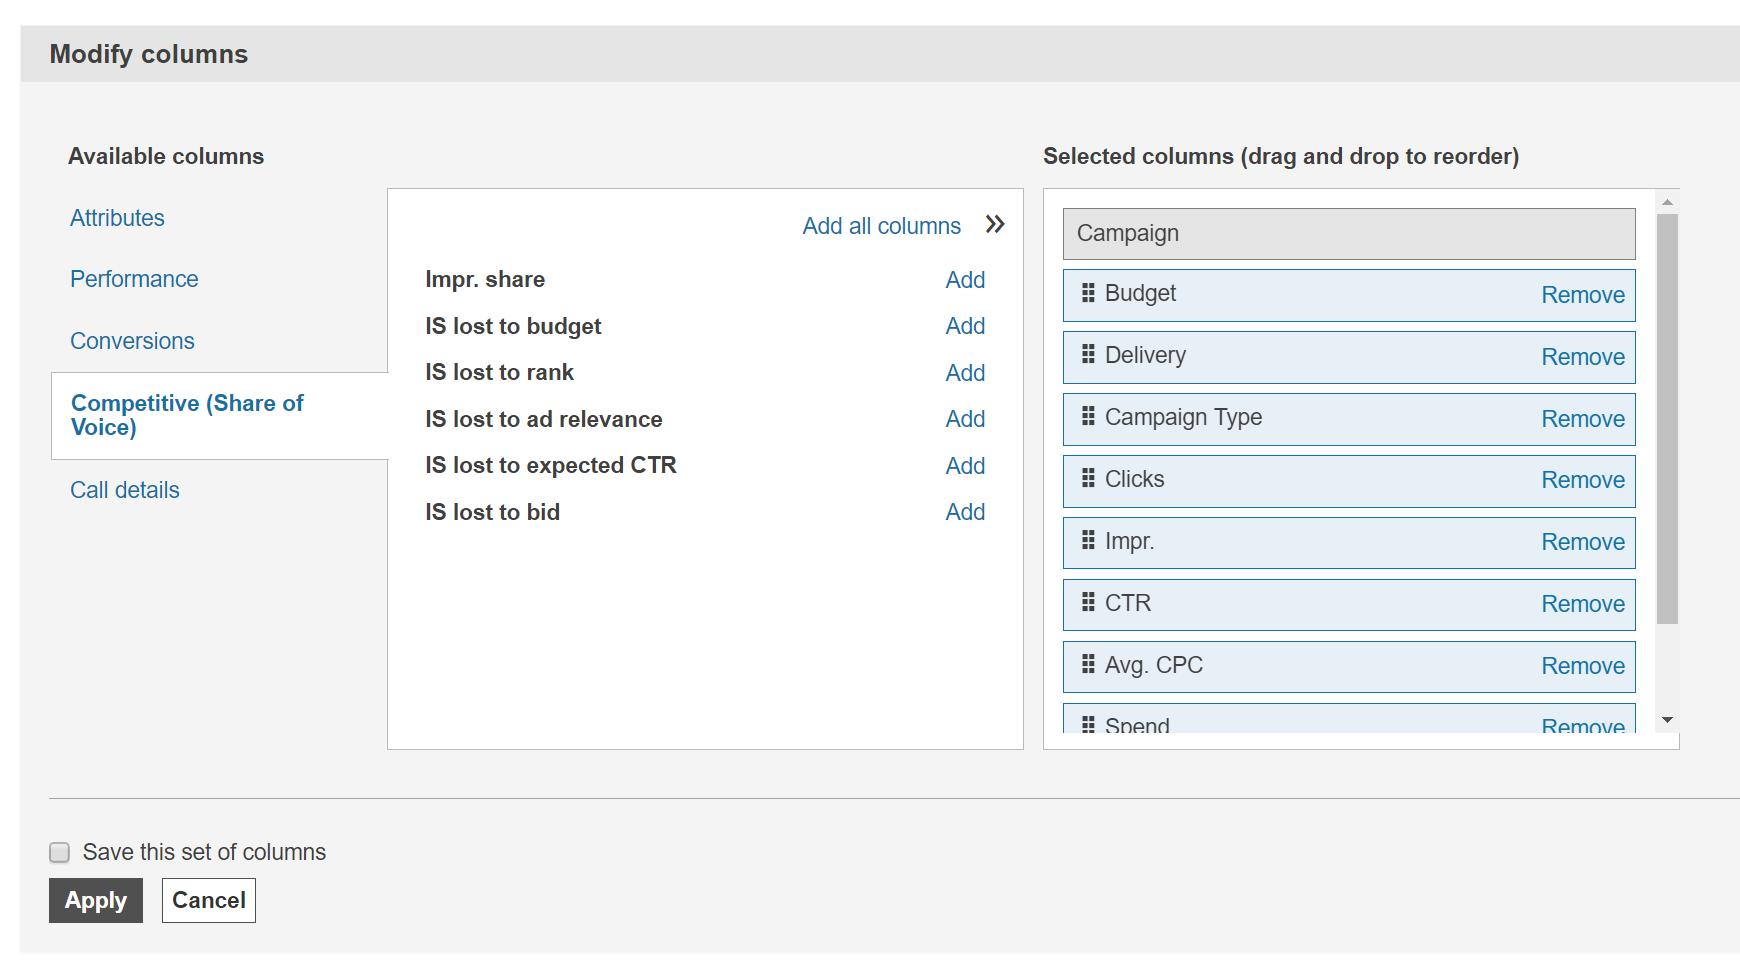 Modify columns
Available columns
Attributes
Performance
Conversions
Competitive (Share of
Voice)
Call details
Add all columns
Impr. share Add
IS lost to budget Add
IS lost to rank Add
IS lost to ad relevance Add
IS lost to expected CTR Add
IS lost to bid Add
Selected columns (drag and drop to reorder)
Campaign
Budget Remove
Delivery Remove
Campaign Type Remove
Clicks Remove
Impr. Remove
CTR Remove
Avg. CPC Remove
Spend Remove
Save this set of columns
Apply Cancel